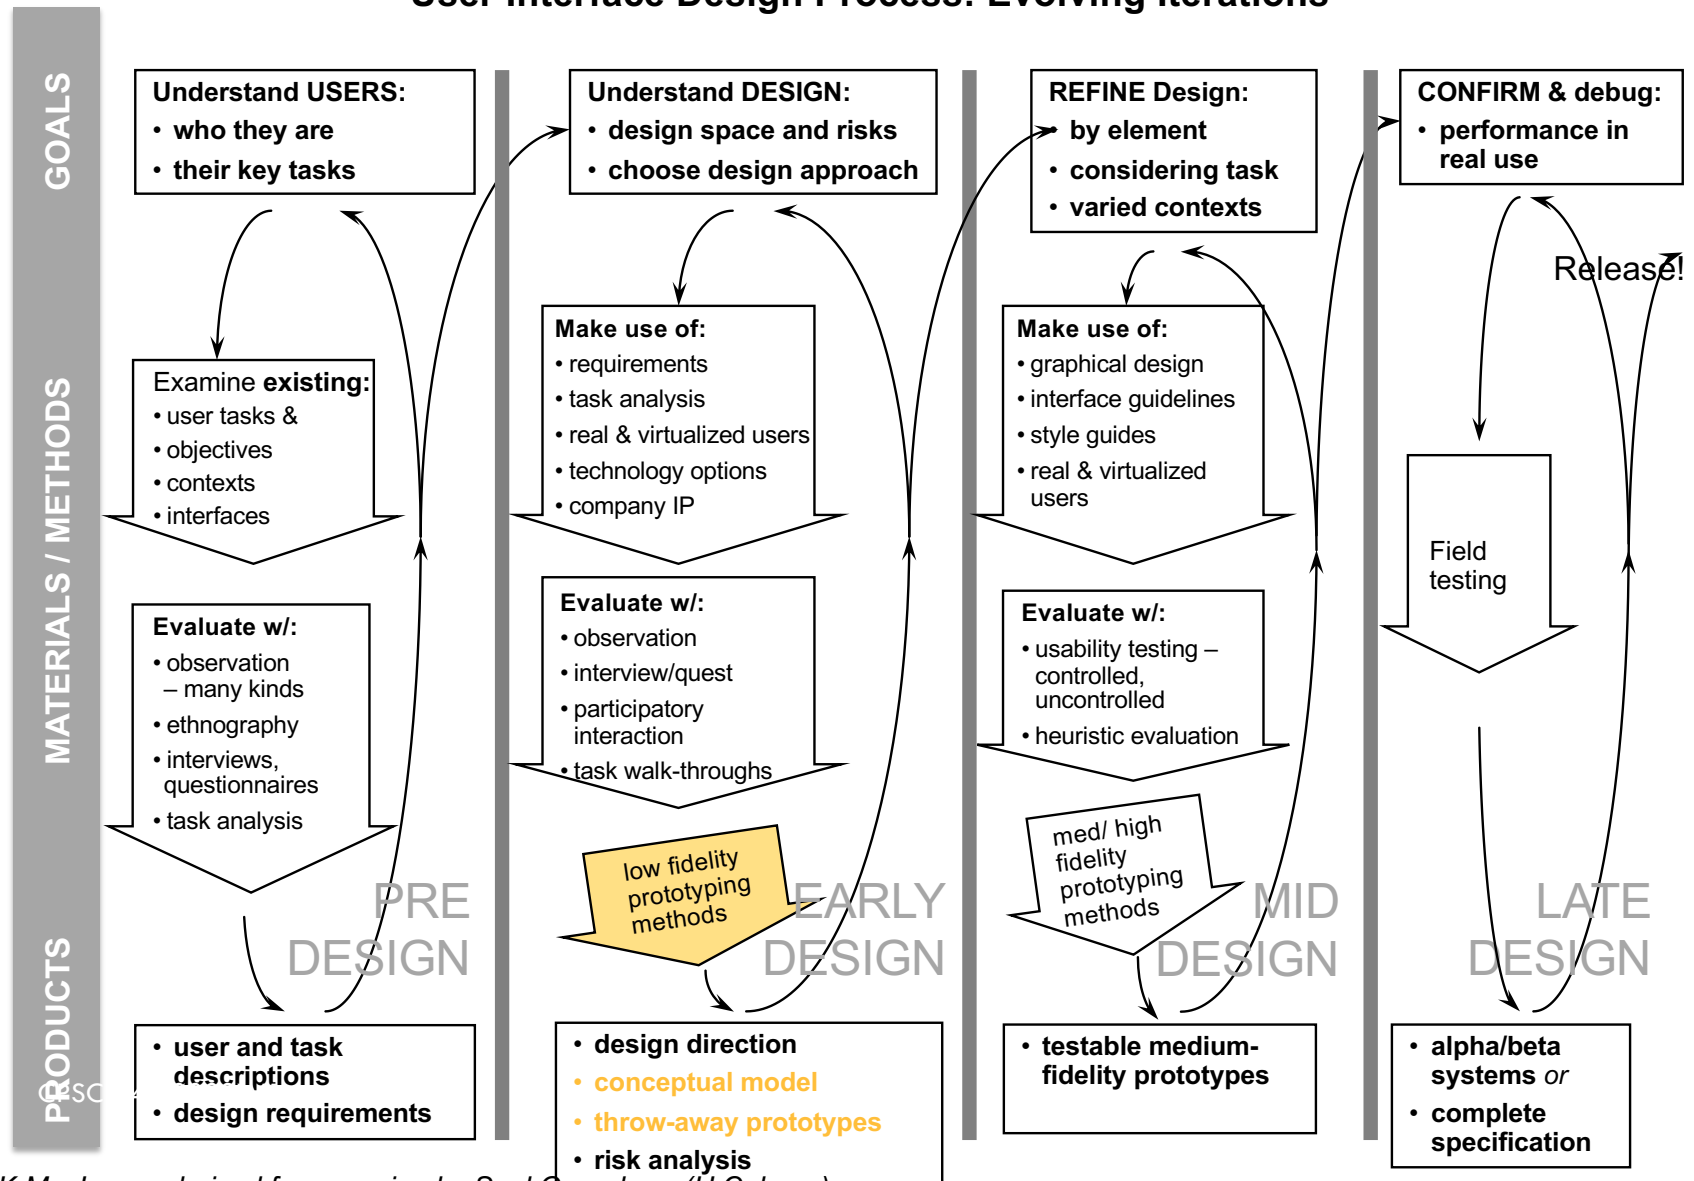 User Interface Design Process: Evolving Iterations
GOALS
MATERIALS / METHODS
PRODUCTS
Understand USERS:
• who they are
• their key tasks
Examine existing:
• user tasks &
• objectives
• contexts
• interfaces
Evaluate w/:
• observation
– many kinds
• ethnography
• interviews,
questionnaires
• task analysis
PRE
DESIGN
• user and task
descriptions
• design requirements
Understand DESIGN:
• design space and risks
• choose design approach
Make use of:
• requirements
• task analysis
• real & virtualized users
• technology options
• company IP
Evaluate w/:
• observation
• interview/quest
• participatory
interaction
• task walk-throughs
low fidelity
prototyping
methods
EARLY
DESIGN
• design direction
• conceptual model
• throw-away prototypes
• risk analysis
REFINE Design:
• by element
• considering task
• varied contexts
Make use of:
• graphical design
• interface guidelines
• style guides
• real & virtualized
users
Evaluate w/:
• usability testing –
controlled,
uncontrolled
• heuristic evaluation
med/ high
fidelity
prototyping
methods
MID
DESIGN
• testable medium-
fidelity prototypes
CONFIRM & debug:
• performance in
real use
Release!
Field
testing
LATE
DESIGN
• alpha/beta
systems or
• complete
specification